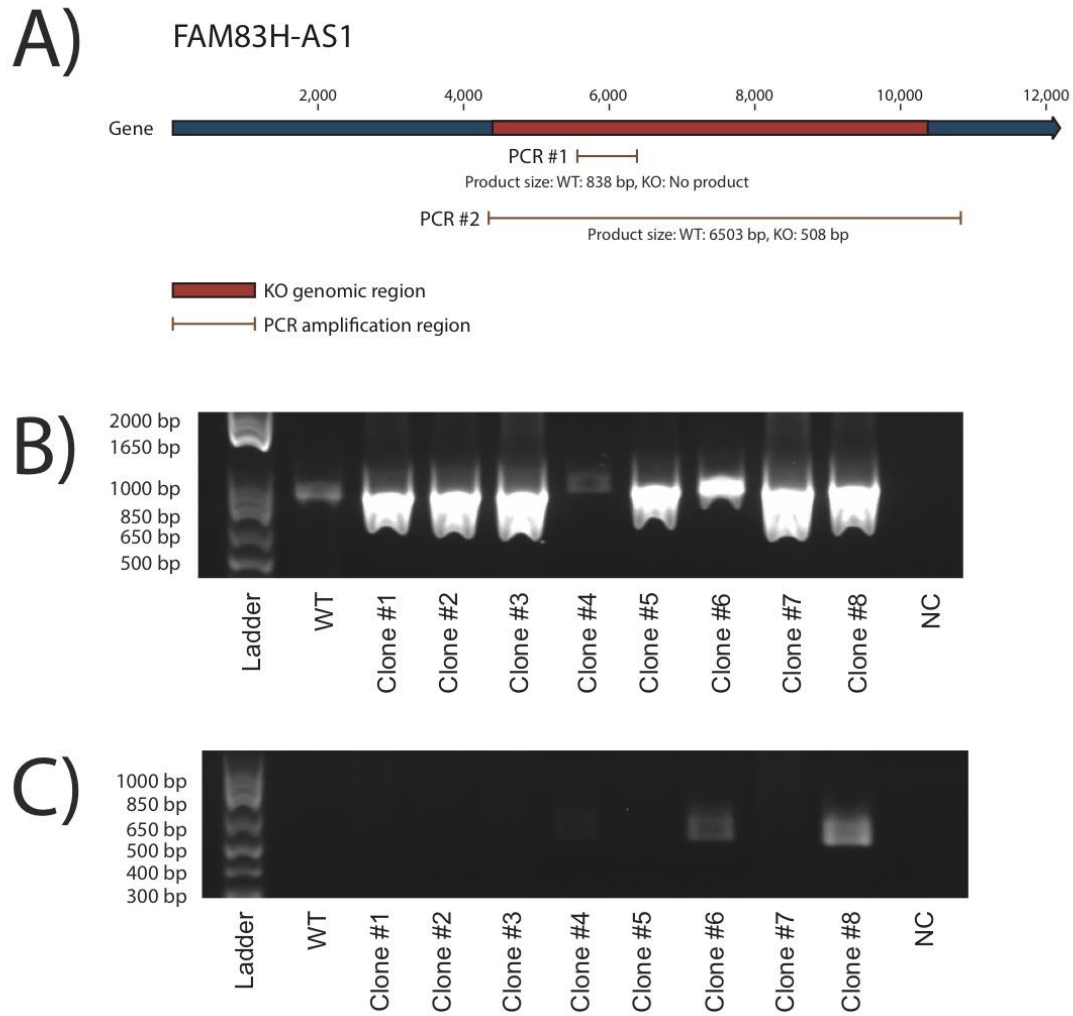 A)
FAM83H-AS1
2,000 4,000 6,000 8,000 10,000 12,000
Gene
PCR #1
Product size: WT: 838 bp, KO: No product
PCR #2
Product size: WT: 6503 bp, KO: 508 bp
KO genomic region
PCR amplification region
B)
2000 bp
1650 bp
1000 bp
850 bp
650 bp
500 bp
Ladder WT Clone #1 Clone #2 Clone #3 Clone #4 Clone #5 Clone #6 Clone #7 Clone #8 NC
C)
1000 bp
850 bp
650 bp
500 bp
400 bp
300 bp
Ladder WT Clone #1 Clone #2 Clone #3 Clone #4 Clone #5 Clone #6 Clone #7 Clone #8 NC